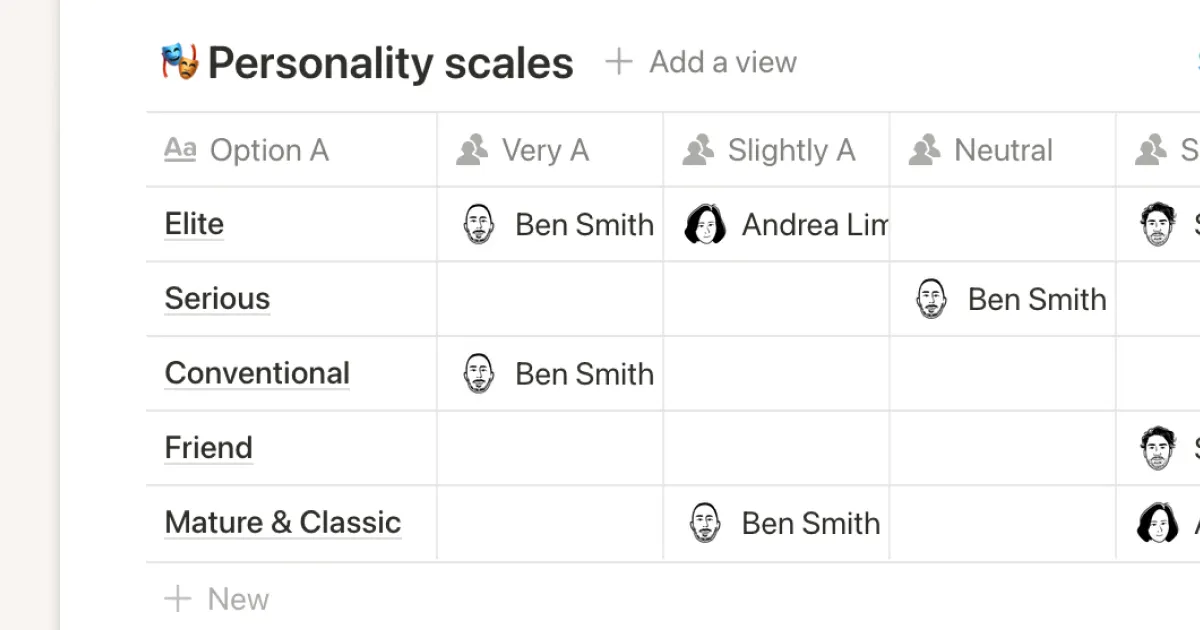 Personality scales + Add a view
Aa Option A Very A Slightly A Neutral
Elite Ben Smith Andrea Lim
Serious Ben Smith
Conventional Ben Smith
Friend
Mature & Classic Ben Smith
+ New